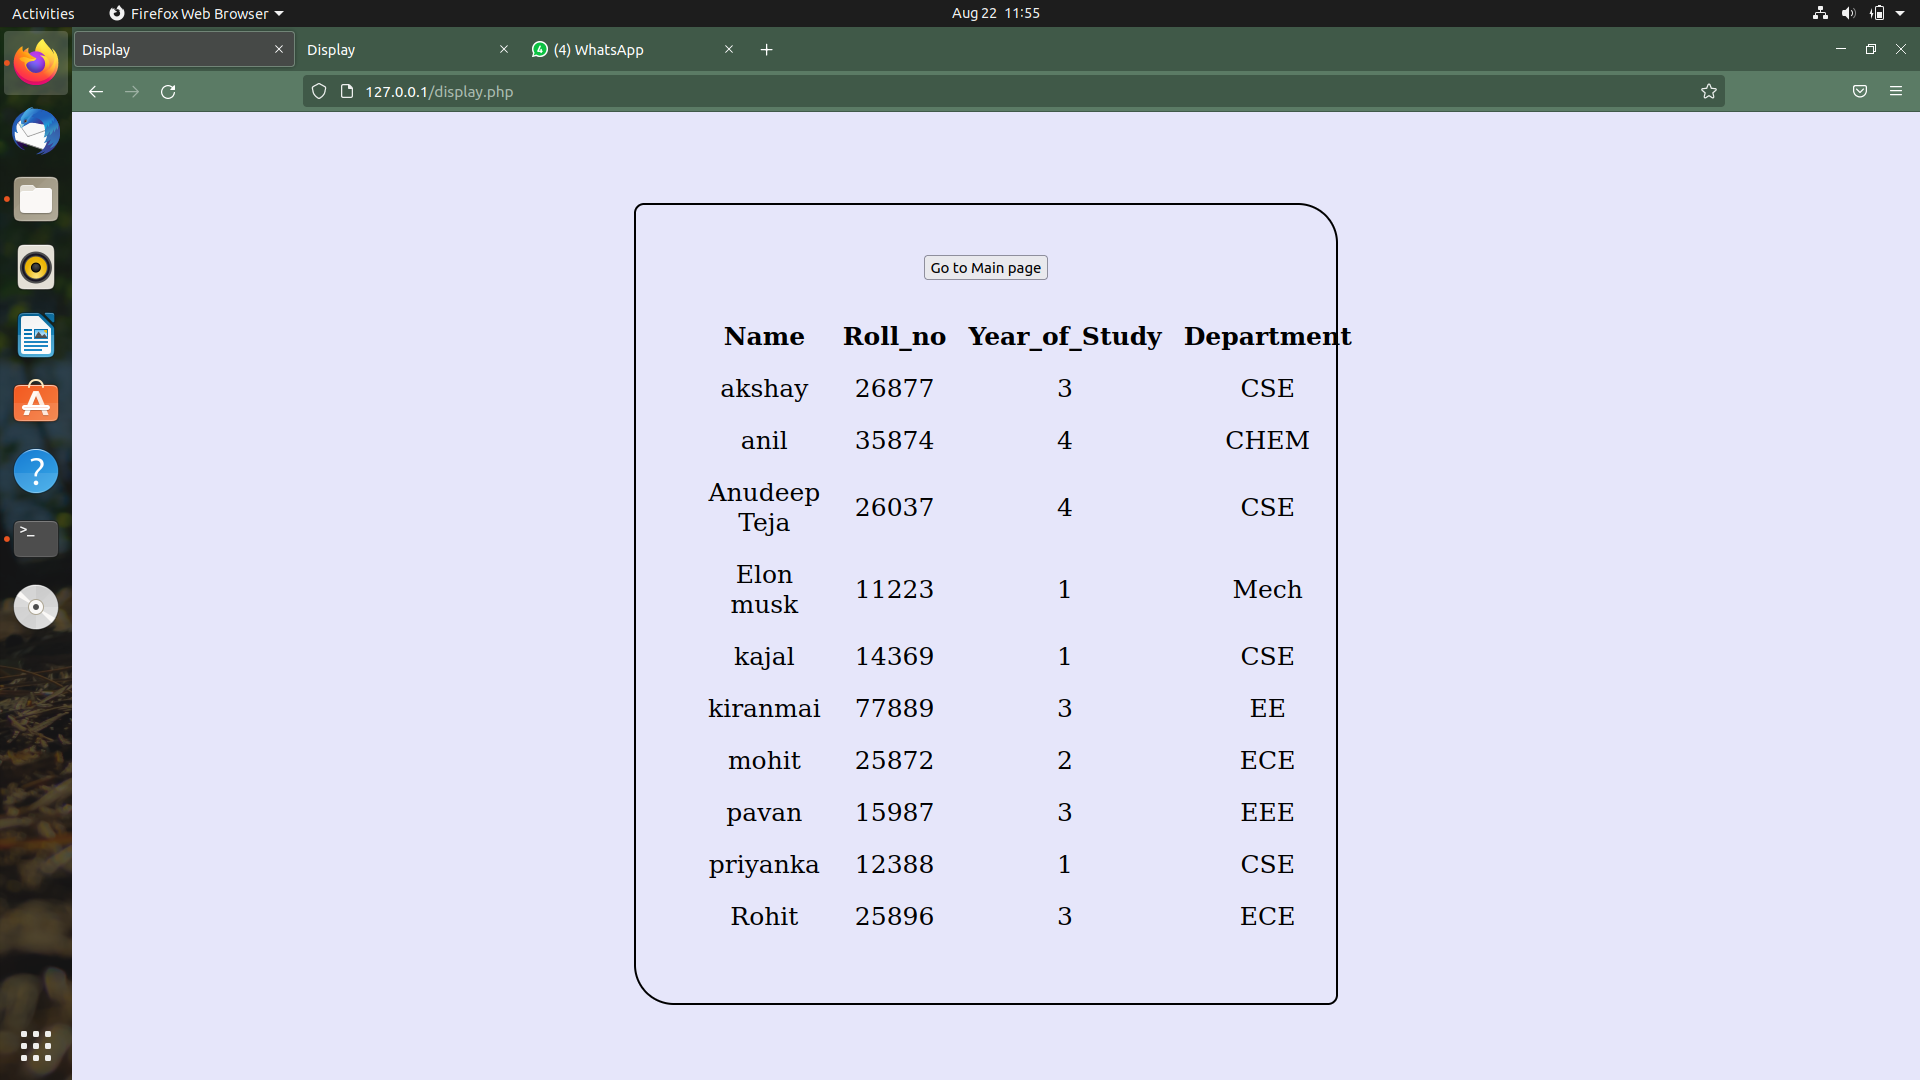 Activities Firefox Web Browser Aug 22 11:55
Display Display 4 (4) WhatsApp
127.0.0.1/display.php
Go to Main page
Name Roll_no Year_of_Study Department
akshay 26877 3 CSE
anil 35874 4 CHEM
Anudeep
Teja 26037 4 CSE
Elon
musk 11223 1 Mech
kajal 14369 1 CSE
kiranmai 77889 3 EE
mohit 25872 2 ECE
pavan 15987 3 EEE
priyanka 12388 1 CSE
Rohit 25896 3 ECE